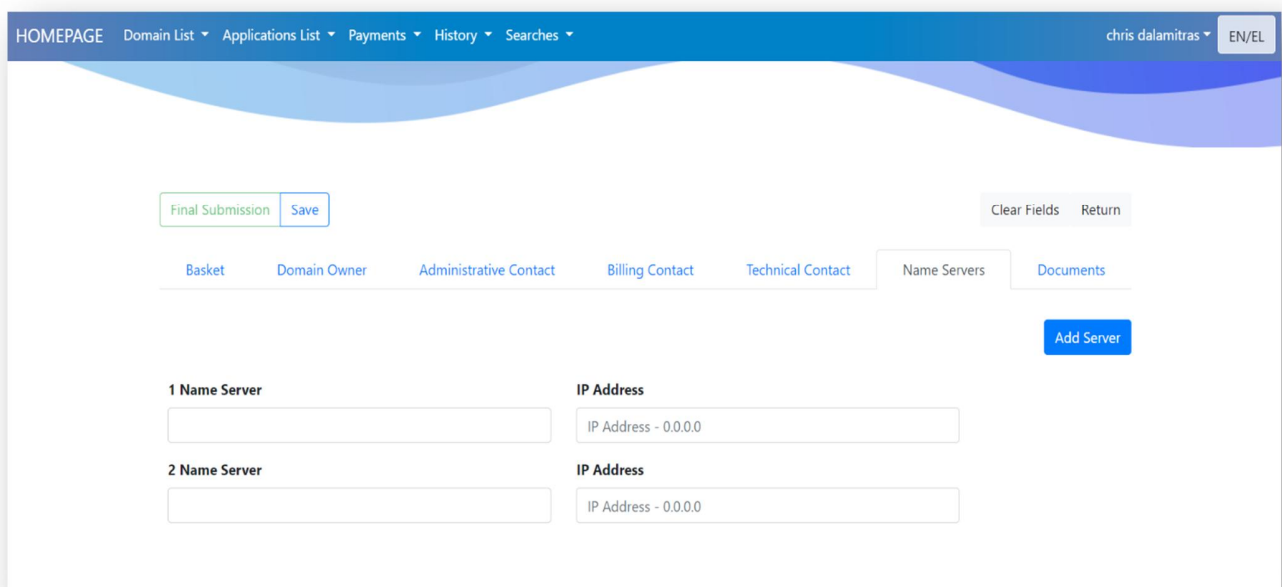 HOMEPAGE Domain List Applications List Payments History Searches chris dalamitras EN/EL
Final Submission Save Clear Fields Return
Basket Domain Owner Administrative Contact Billing Contact Technical Contact Name Servers Documents
Add Server
1 Name Server IP Address
IP Address - 0.0.0.0
2 Name Server IP Address
IP Address - 0.0.0.0